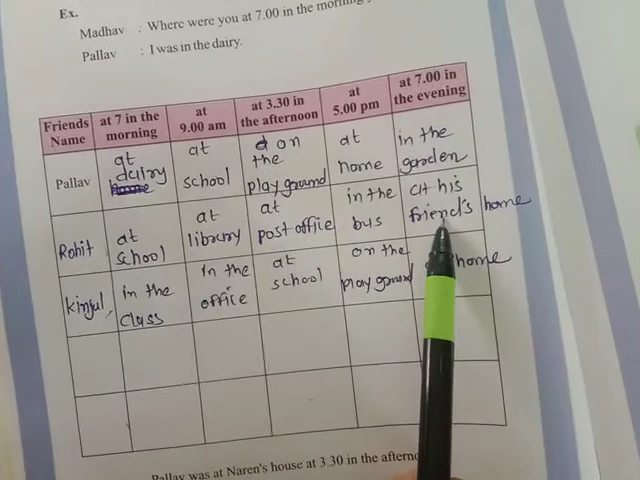 Ex.
Madhav : Where were you at 7.00 in the morning
Pallav : I was in the dairy.
Friends Name
at 7 in the morning
at 9.00 am
at 3.30 in the afternoon
at 5.00 pm
at 7.00 in the evening
Pallav
at dairy
at school
on the play ground
at home
in the garden
Rohit
at school
at library
at post office
in the bus
at his friend's home
Kinjul
in the class
in the office
at school
on the play ground
home
Pallav was at Naren's house at 3.30 in the